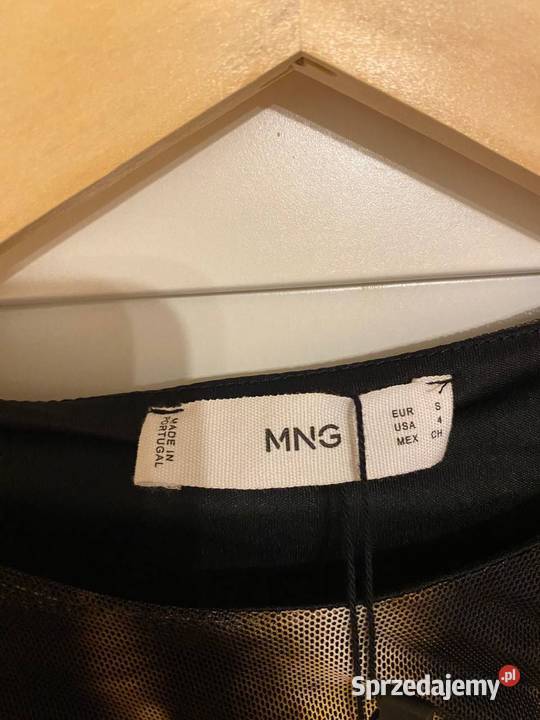 MADE IN
PORTUGAL
MNG
EUR S
USA 4
MEX CH
Sprzedajemy.pl